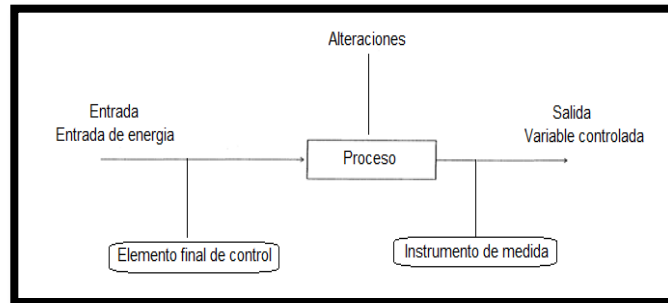 Alteraciones
Entrada
Entrada de energia
Salida
Variable controlada
Proceso
Elemento final de control
Instrumento de medida